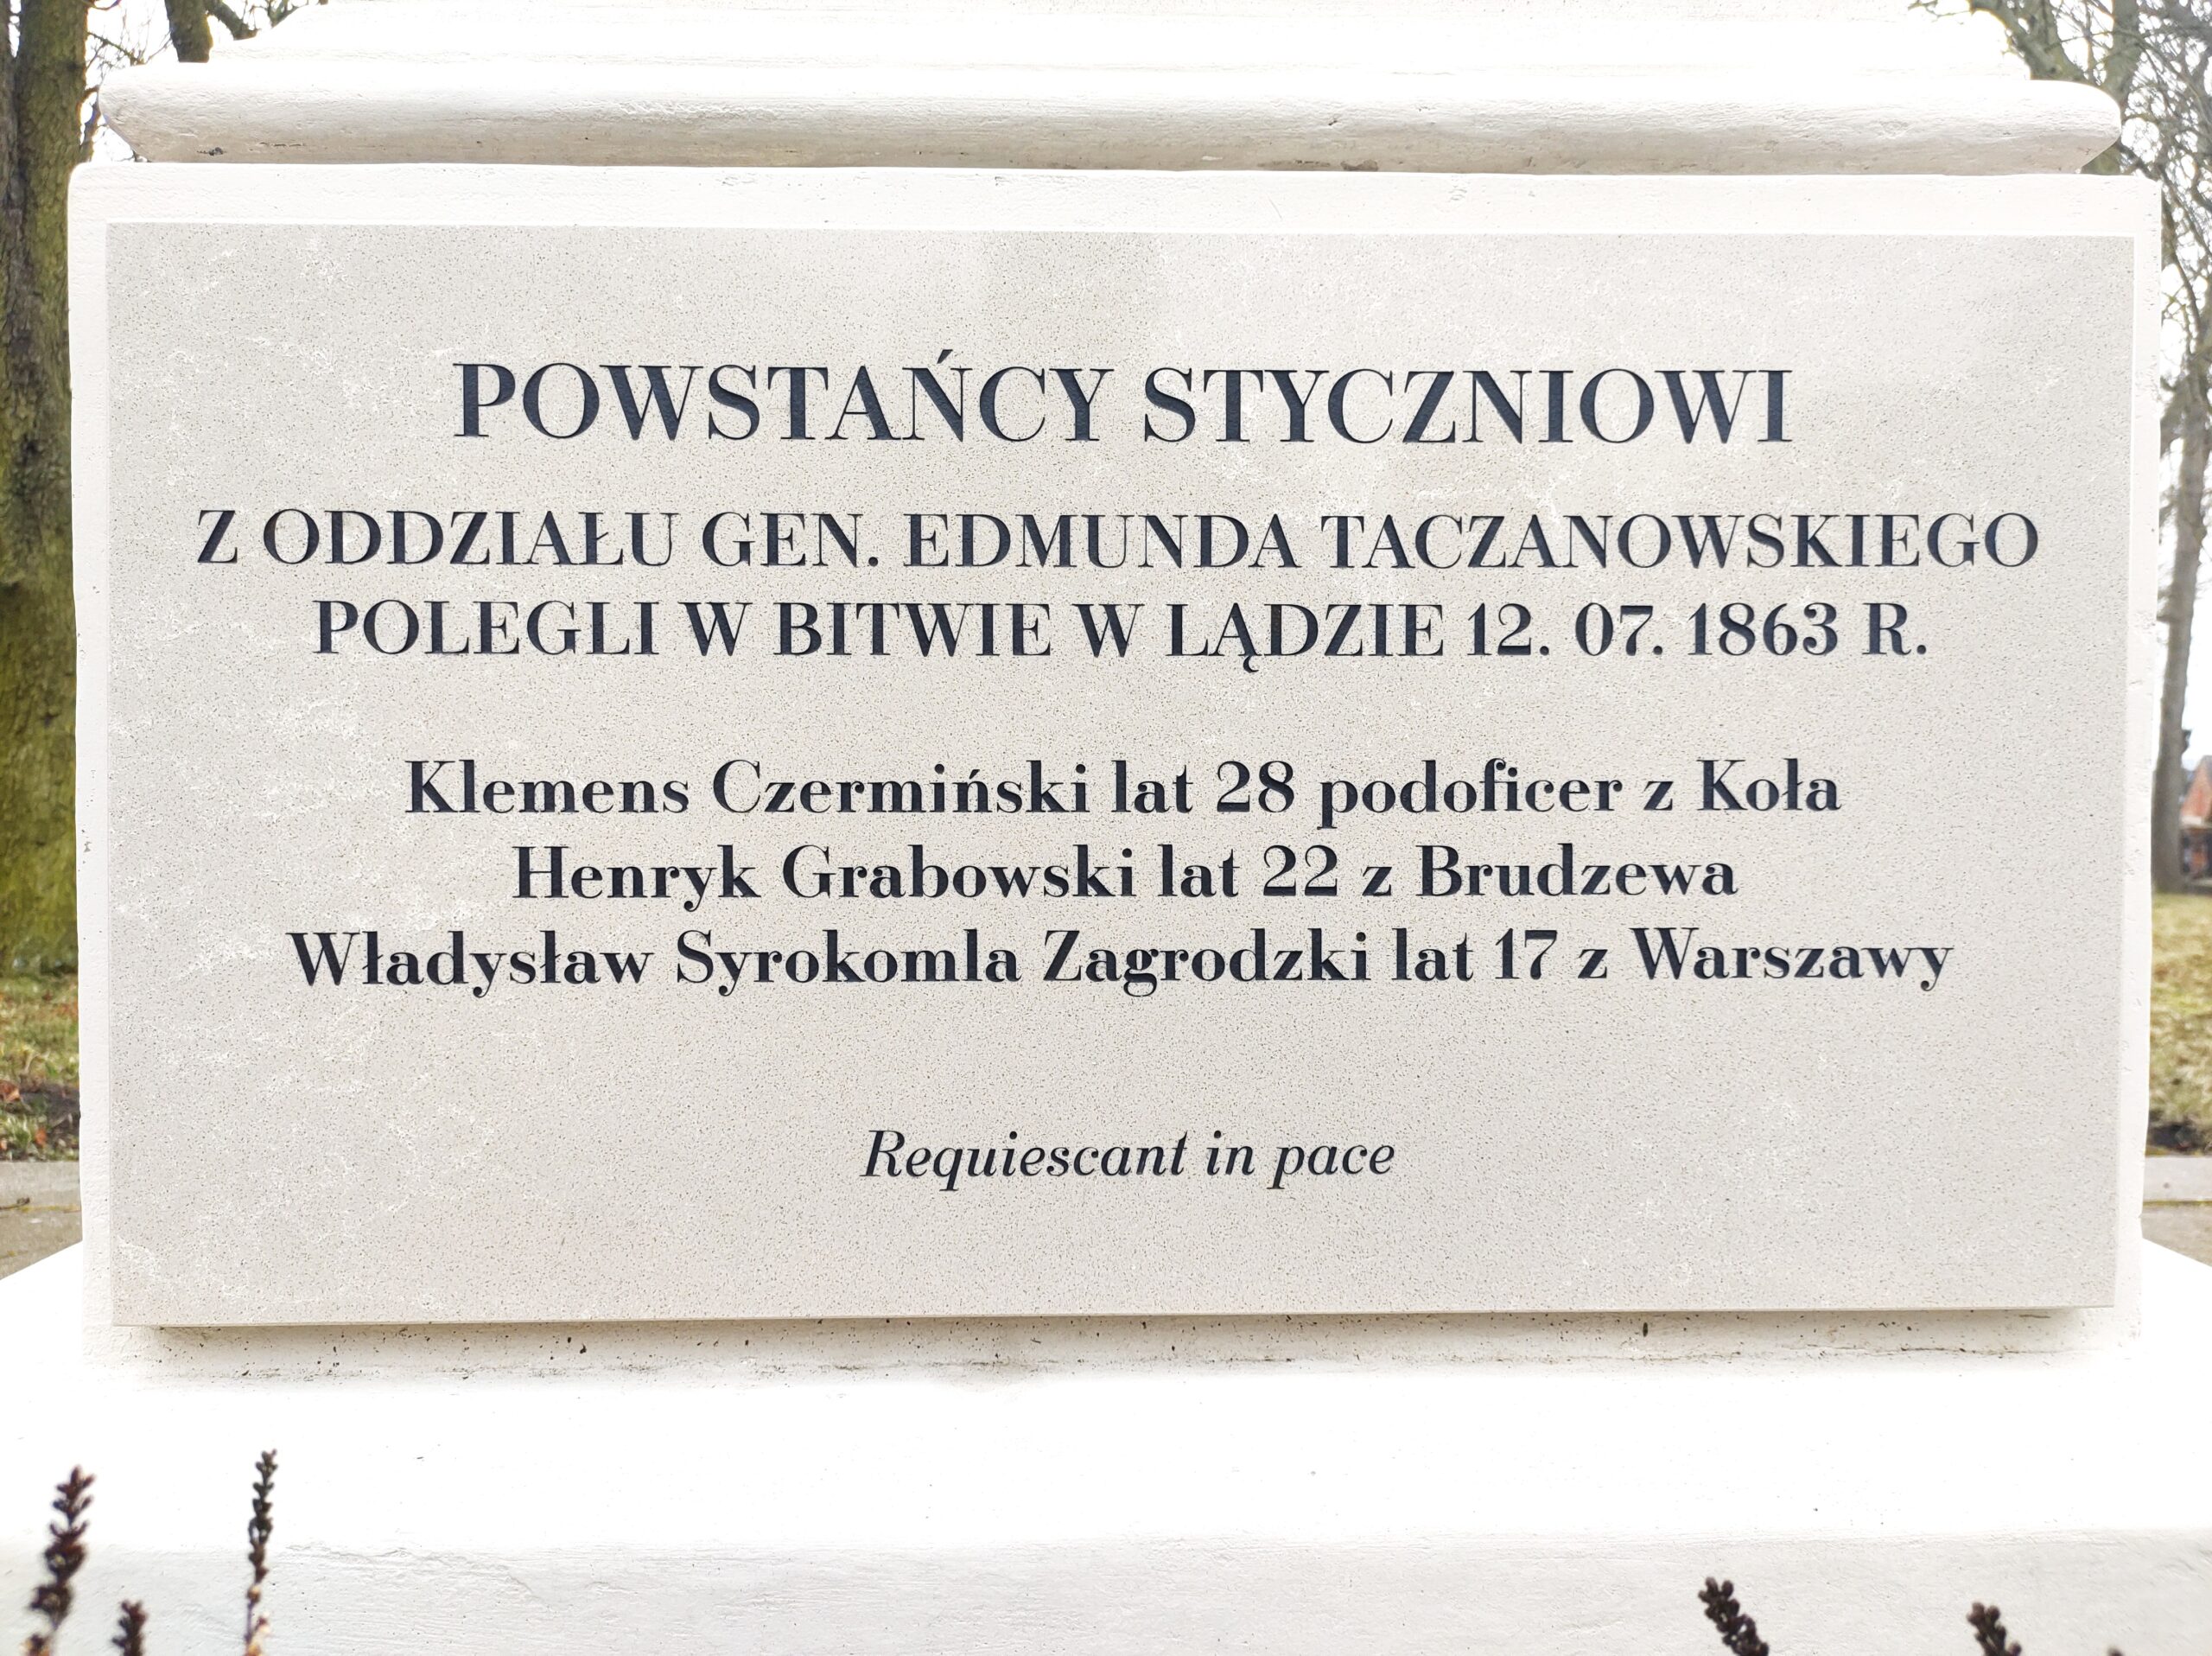 POWSTAŃCY STYCZNIOWI
Z ODDZIAŁU GEN. EDMUNDA TACZANOWSKIEGO
POLEGLI W BITWIE W LĄDZIE 12. 07. 1863 R.
Klemens Czermiński lat 28 podoficer z Koła
Henryk Grabowski lat 22 z Brudzewa
Władysław Syrokomla Zagrodzki lat 17 z Warszawy
Requiescant in pace